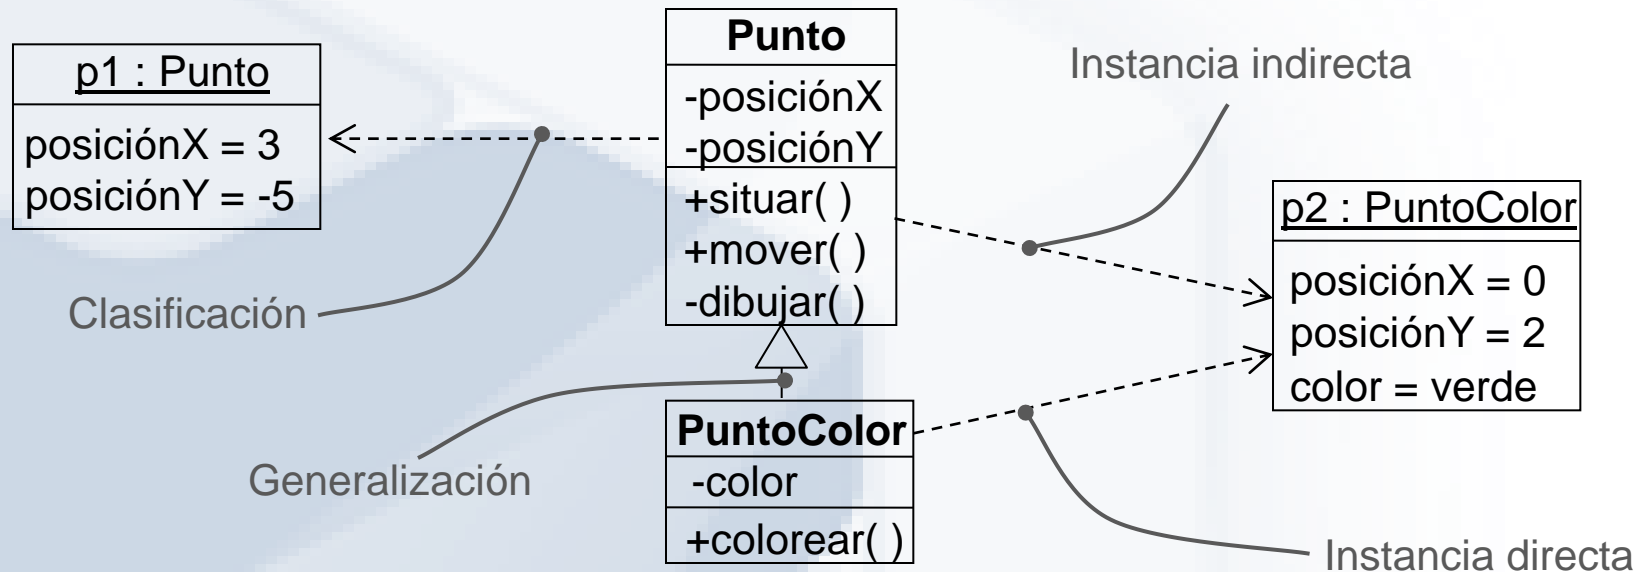 p1 : Punto
posiciónX = 3
posiciónY = -5
Clasificación
Punto
-posiciónX
-posiciónY
+situar( )
+mover( )
-dibujar( )
Generalización
PuntoColor
-color
+colorear( )
Instancia indirecta
p2 : PuntoColor
posiciónX = 0
posiciónY = 2
color = verde
Instancia directa